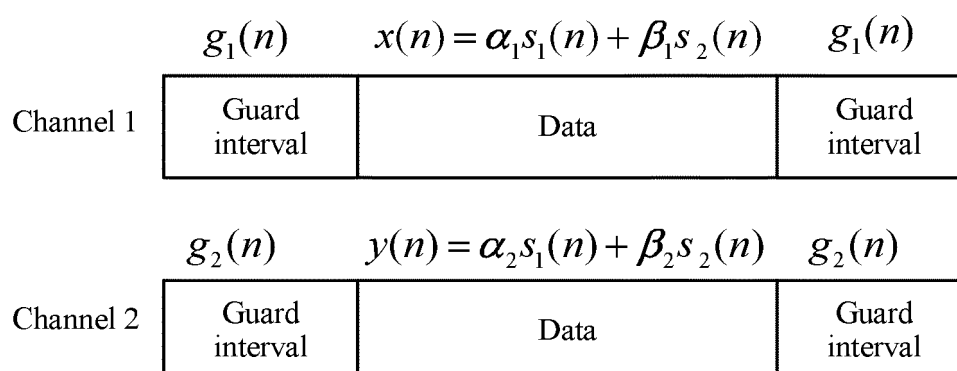 g₁(n) x(n) = α₁s₁(n) + β₁s₂(n) g₁(n)
Channel 1
Guard
interval
Data
Guard
interval
g₂(n) y(n) = α₂s₁(n) + β₂s₂(n) g₂(n)
Channel 2
Guard
interval
Data
Guard
interval